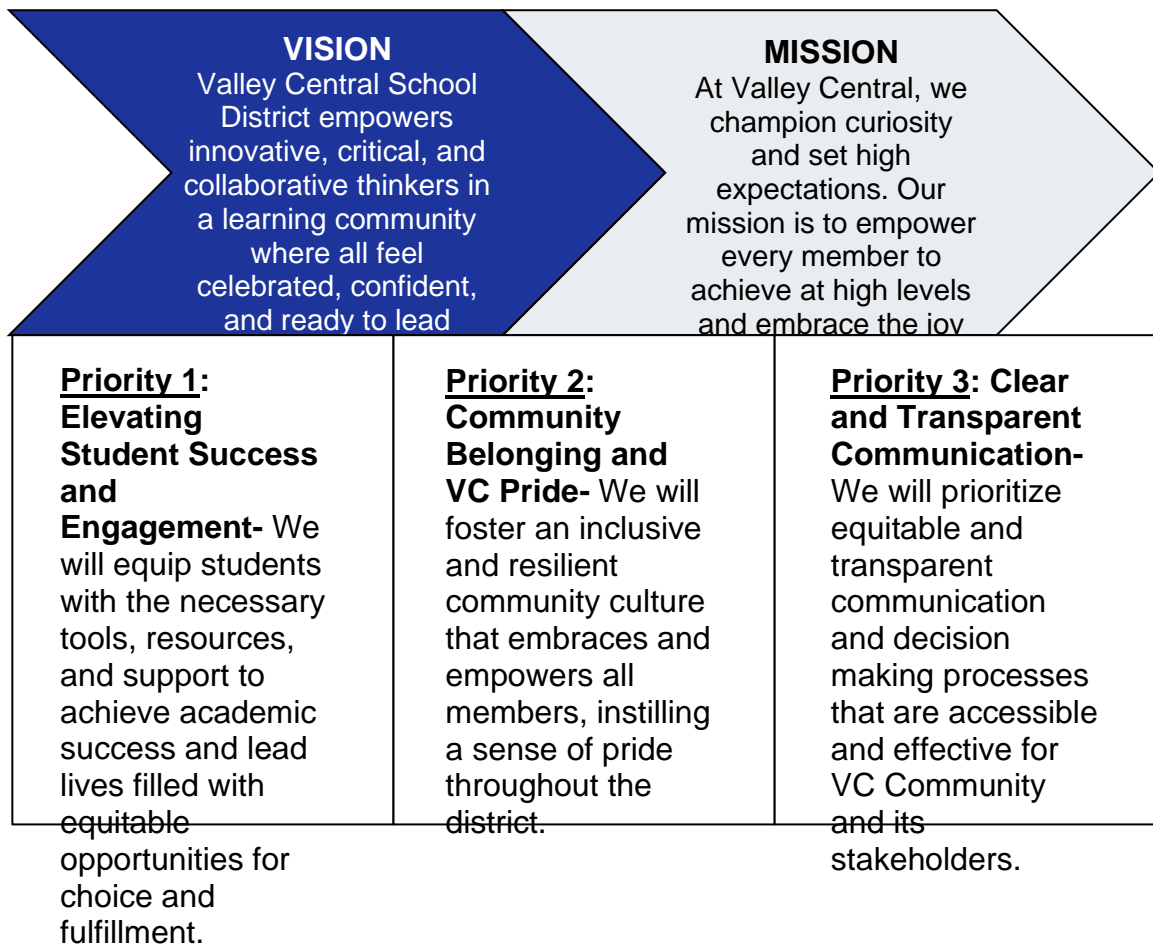 VISION
Valley Central School
District empowers
innovative, critical, and
collaborative thinkers in
a learning community
where all feel
celebrated, confident,
and ready to lead
MISSION
At Valley Central, we
champion curiosity
and set high
expectations. Our
mission is to empower
every member to
achieve at high levels
and embrace the joy
Priority 1:
Elevating
Student Success
and
Engagement- We
will equip students
with the necessary
tools, resources,
and support to
achieve academic
success and lead
lives filled with
equitable
opportunities for
choice and
fulfillment.
Priority 2:
Community
Belonging and
VC Pride- We will
foster an inclusive
and resilient
community culture
that embraces and
empowers all
members, instilling
a sense of pride
throughout the
district.
Priority 3: Clear
and Transparent
Communication-
We will prioritize
equitable and
transparent
communication
and decision
making processes
that are accessible
and effective for
VC Community
and its
stakeholders.